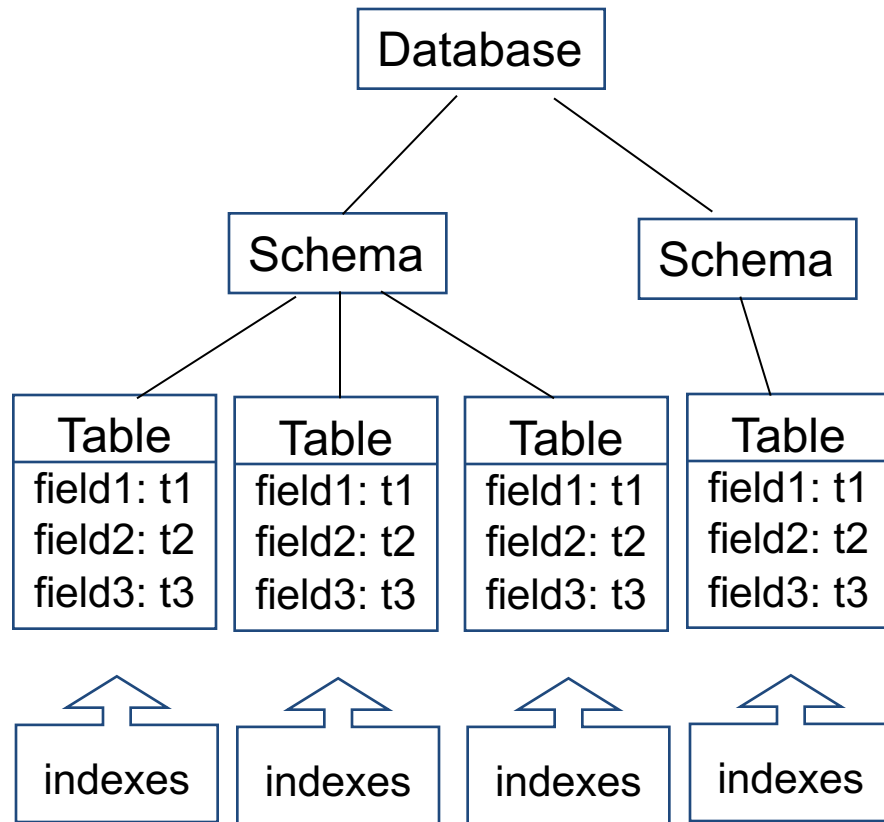 Database
Schema
Schema
Table
field1: t1
field2: t2
field3: t3
Table
field1: t1
field2: t2
field3: t3
Table
field1: t1
field2: t2
field3: t3
Table
field1: t1
field2: t2
field3: t3
indexes
indexes
indexes
indexes